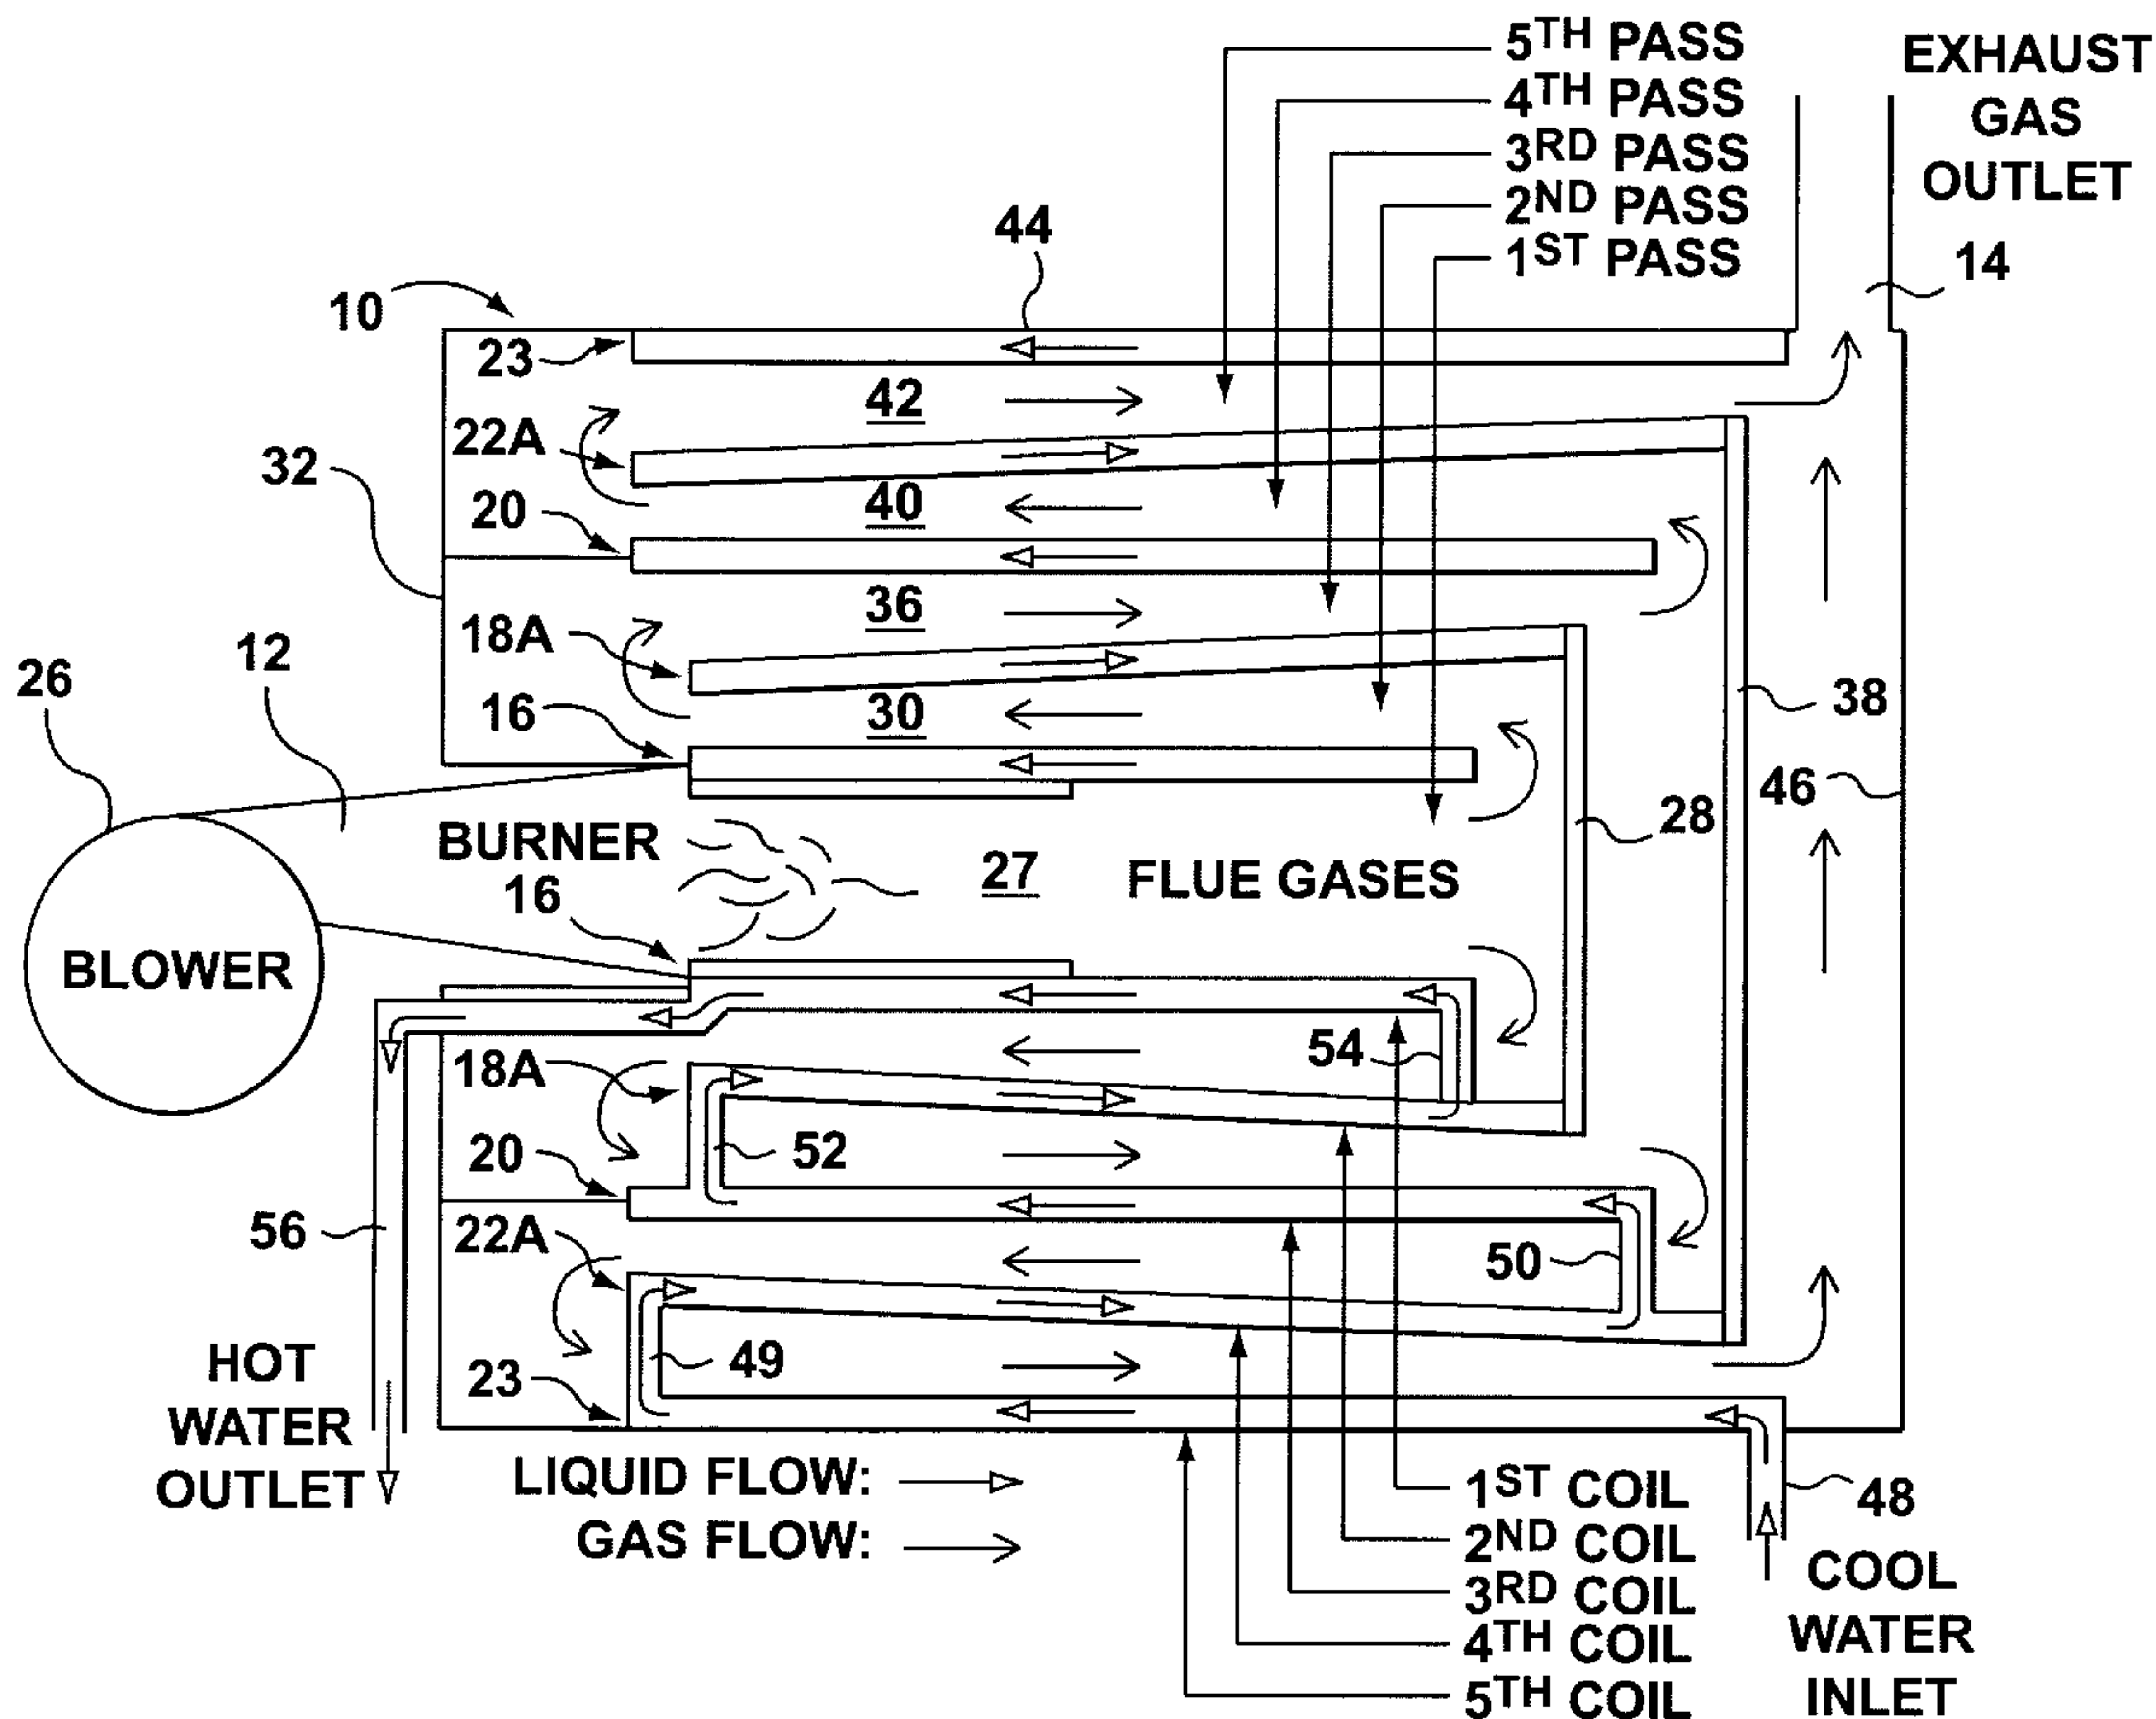 5TH PASS
4TH PASS
3RD PASS
2ND PASS
1ST PASS
EXHAUST
GAS
OUTLET
14
44
10
23
42
22A
32
40
20
36
18A
12
26
16
30
38
46
28
BURNER
16
27
FLUE GASES
BLOWER
54
18A
52
20
56
22A
50
49
23
HOT
WATER
OUTLET
LIQUID FLOW:
GAS FLOW:
1ST COIL
2ND COIL
3RD COIL
4TH COIL
5TH COIL
48
COOL
WATER
INLET